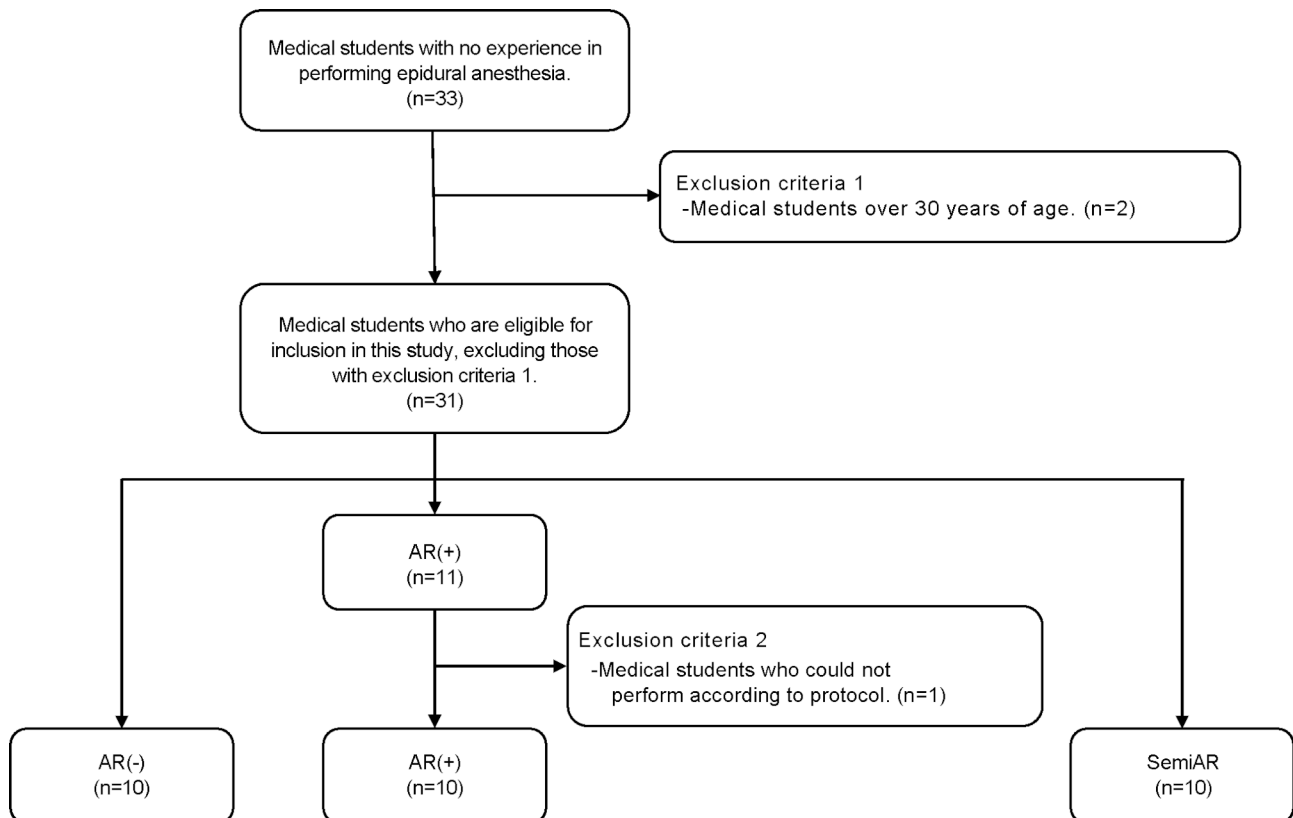 Medical students with no experience in
performing epidural anesthesia.
(n=33)
Exclusion criteria 1
-Medical students over 30 years of age. (n=2)
Medical students who are eligible for
inclusion in this study, excluding those
with exclusion criteria 1.
(n=31)
AR(+)
(n=11)
Exclusion criteria 2
-Medical students who could not
perform according to protocol. (n=1)
AR(-)
(n=10)
AR(+)
(n=10)
SemiAR
(n=10)